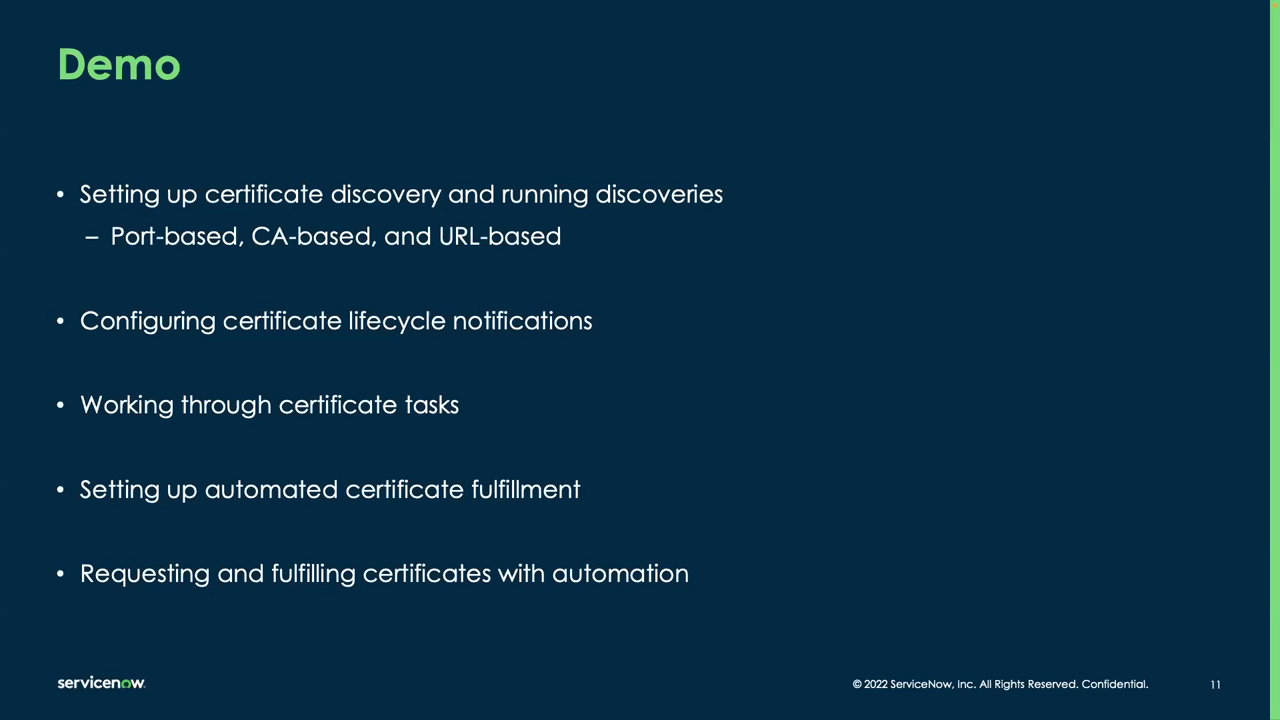 Demo
• Setting up certificate discovery and running discoveries
– Port-based, CA-based, and URL-based
• Configuring certificate lifecycle notifications
• Working through certificate tasks
• Setting up automated certificate fulfillment
• Requesting and fulfilling certificates with automation
servicenow.
© 2022 ServiceNow, Inc. All Rights Reserved. Confidential.
11